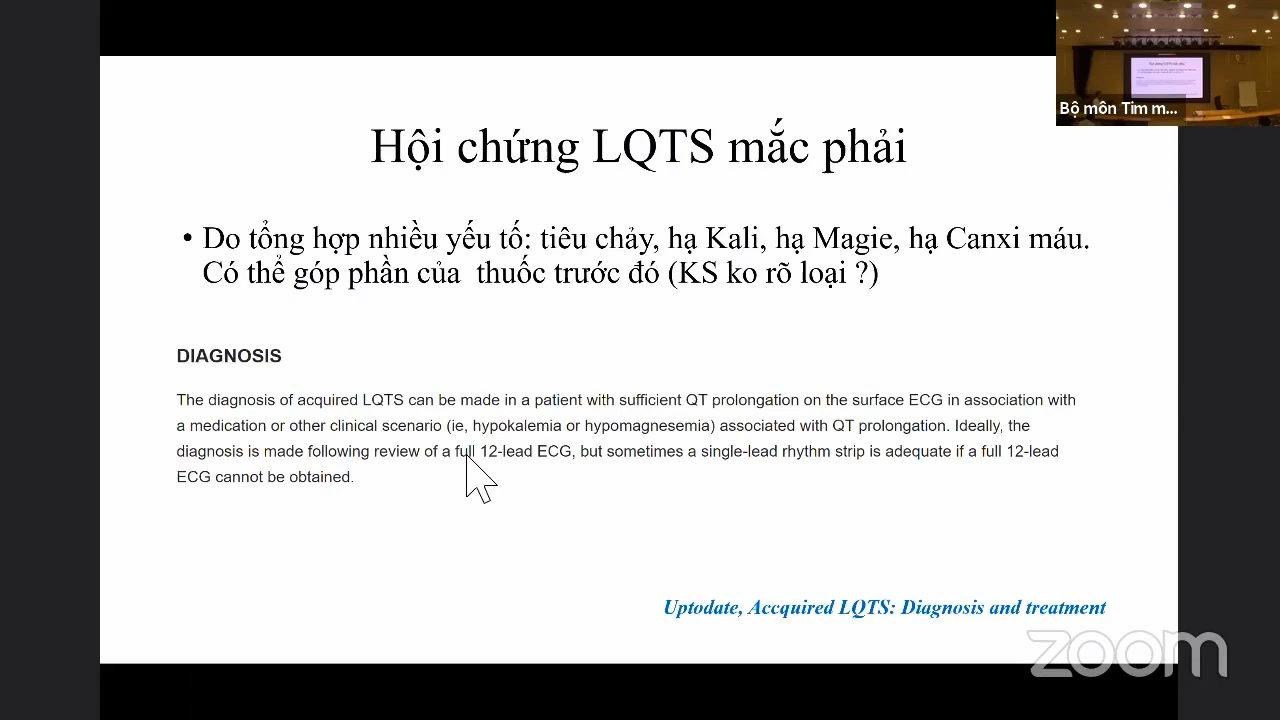 Bộ môn Tim m...
Hội chứng LQTS mắc phải
• Do tổng hợp nhiều yếu tố: tiêu chảy, hạ Kali, hạ Magie, hạ Canxi máu.
Có thể góp phần của thuốc trước đó (KS ko rõ loại ?)
DIAGNOSIS
The diagnosis of acquired LQTS can be made in a patient with sufficient QT prolongation on the surface ECG in association with
a medication or other clinical scenario (ie, hypokalemia or hypomagnesemia) associated with QT prolongation. Ideally, the
diagnosis is made following review of a full 12-lead ECG, but sometimes a single-lead rhythm strip is adequate if a full 12-lead
ECG cannot be obtained.
Uptodate, Accquired LQTS: Diagnosis and treatment
zoom